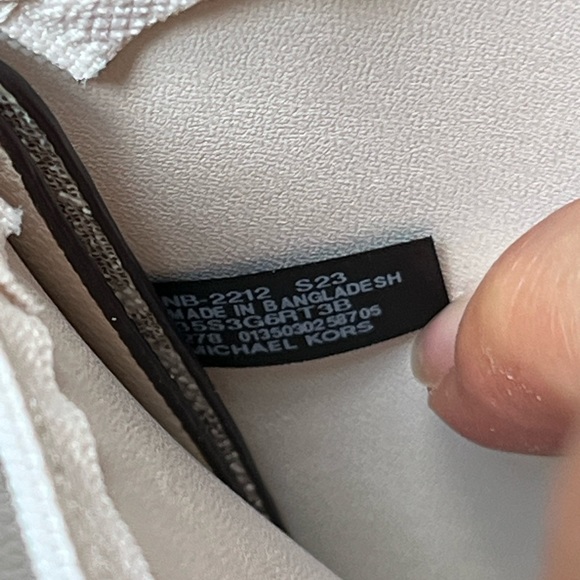 NB-2212 S23
MADE IN BANGLADESH
35S3G6RT3B
778 0135030258705
MICHAEL KORS